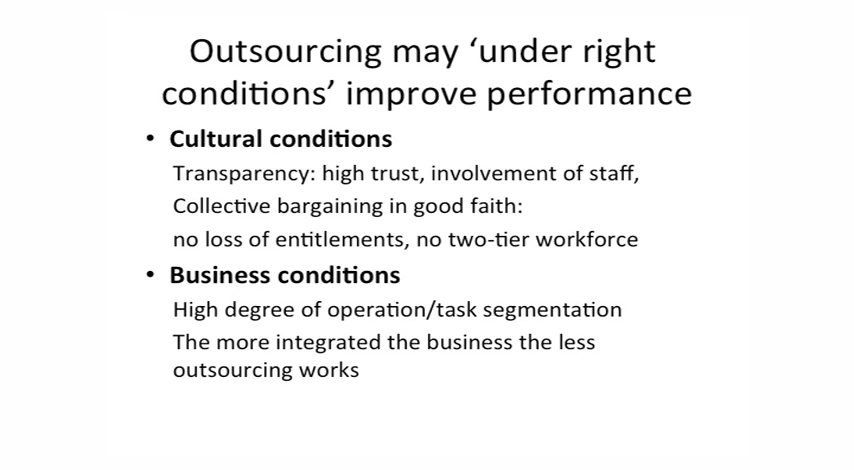 Outsourcing may ‘under right
conditions’ improve performance
• Cultural conditions
Transparency: high trust, involvement of staff,
Collective bargaining in good faith:
no loss of entitlements, no two-tier workforce
• Business conditions
High degree of operation/task segmentation
The more integrated the business the less
outsourcing works